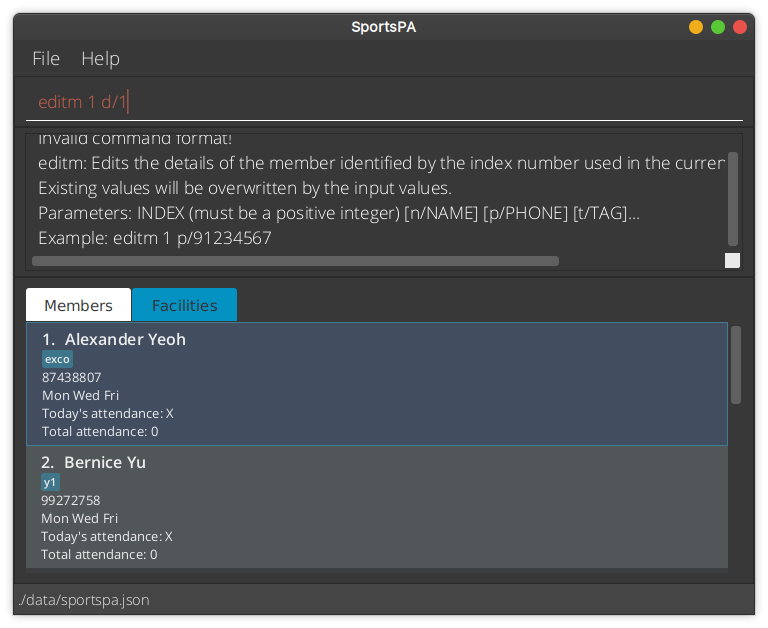 SportsPA
File Help
editm 1 d/1
Invalid command format!
editm: Edits the details of the member identified by the index number used in the curren
Existing values will be overwritten by the input values.
Parameters: INDEX (must be a positive integer) [n/NAME] [p/PHONE] [t/TAG]...
Example: editm 1 p/91234567
Members Facilities
1. Alexander Yeoh
exco
87438807
Mon Wed Fri
Today's attendance: X
Total attendance: 0
2. Bernice Yu
y1
99272758
Mon Wed Fri
Today's attendance: X
Total attendance: 0
./data/sportspa.json